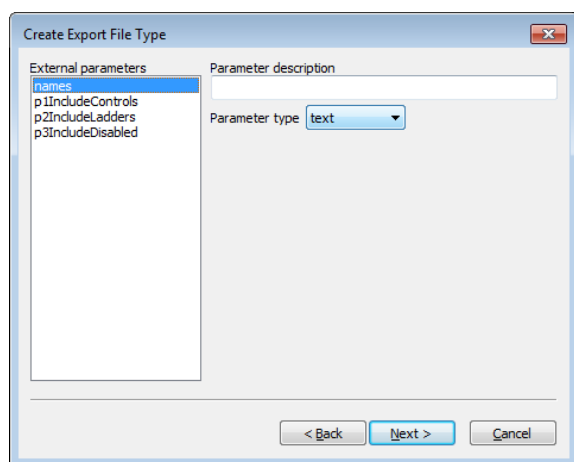 Create Export File Type
External parameters
names
p1IncludeControls
p2IncludeLadders
p3IncludeDisabled
Parameter description
Parameter type text
< Back
Next >
Cancel